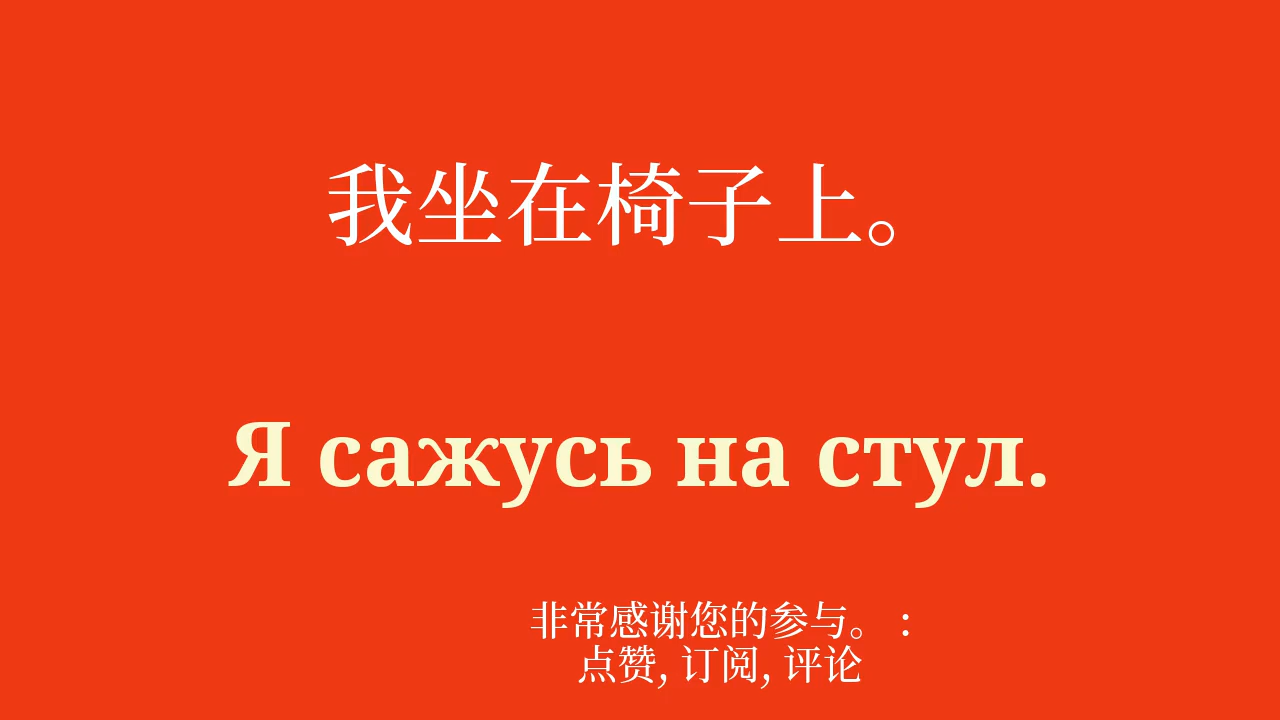 我坐在椅子上。
Я сажусь на стул.
非常感谢您的参与。 :
点赞, 订阅, 评论